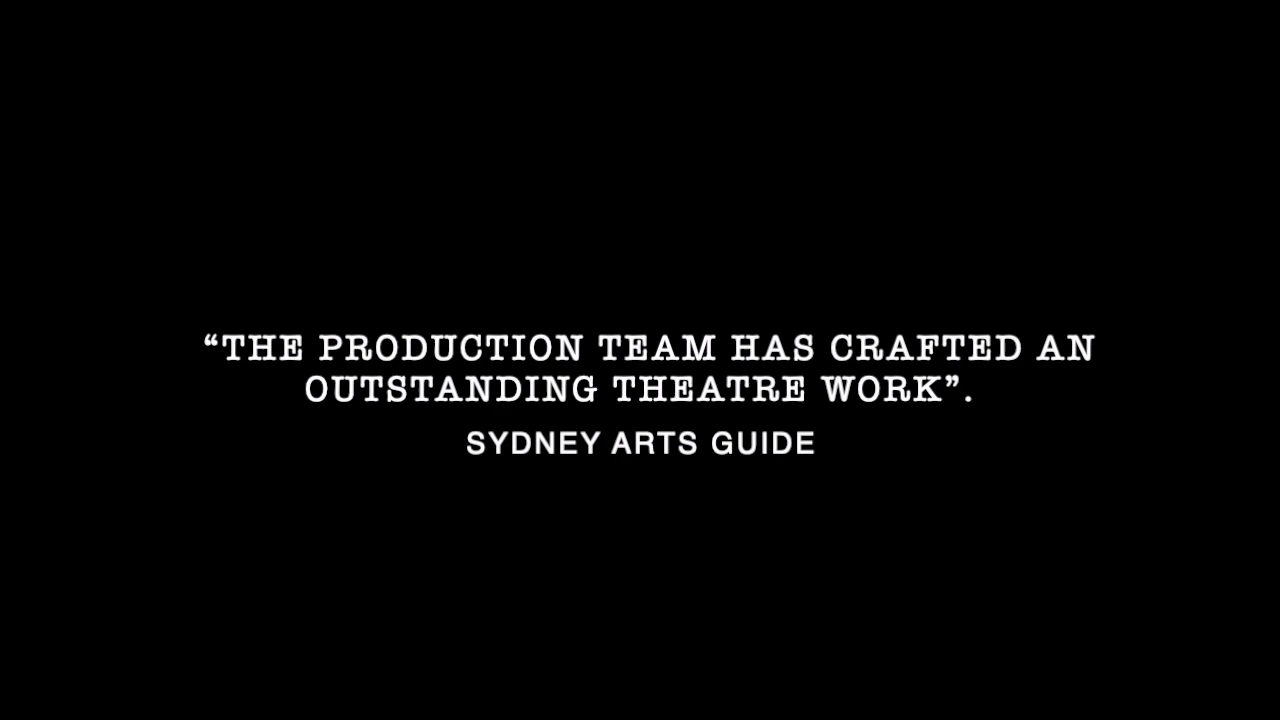 “THE PRODUCTION TEAM HAS CRAFTED AN
OUTSTANDING THEATRE WORK”.
SYDNEY ARTS GUIDE